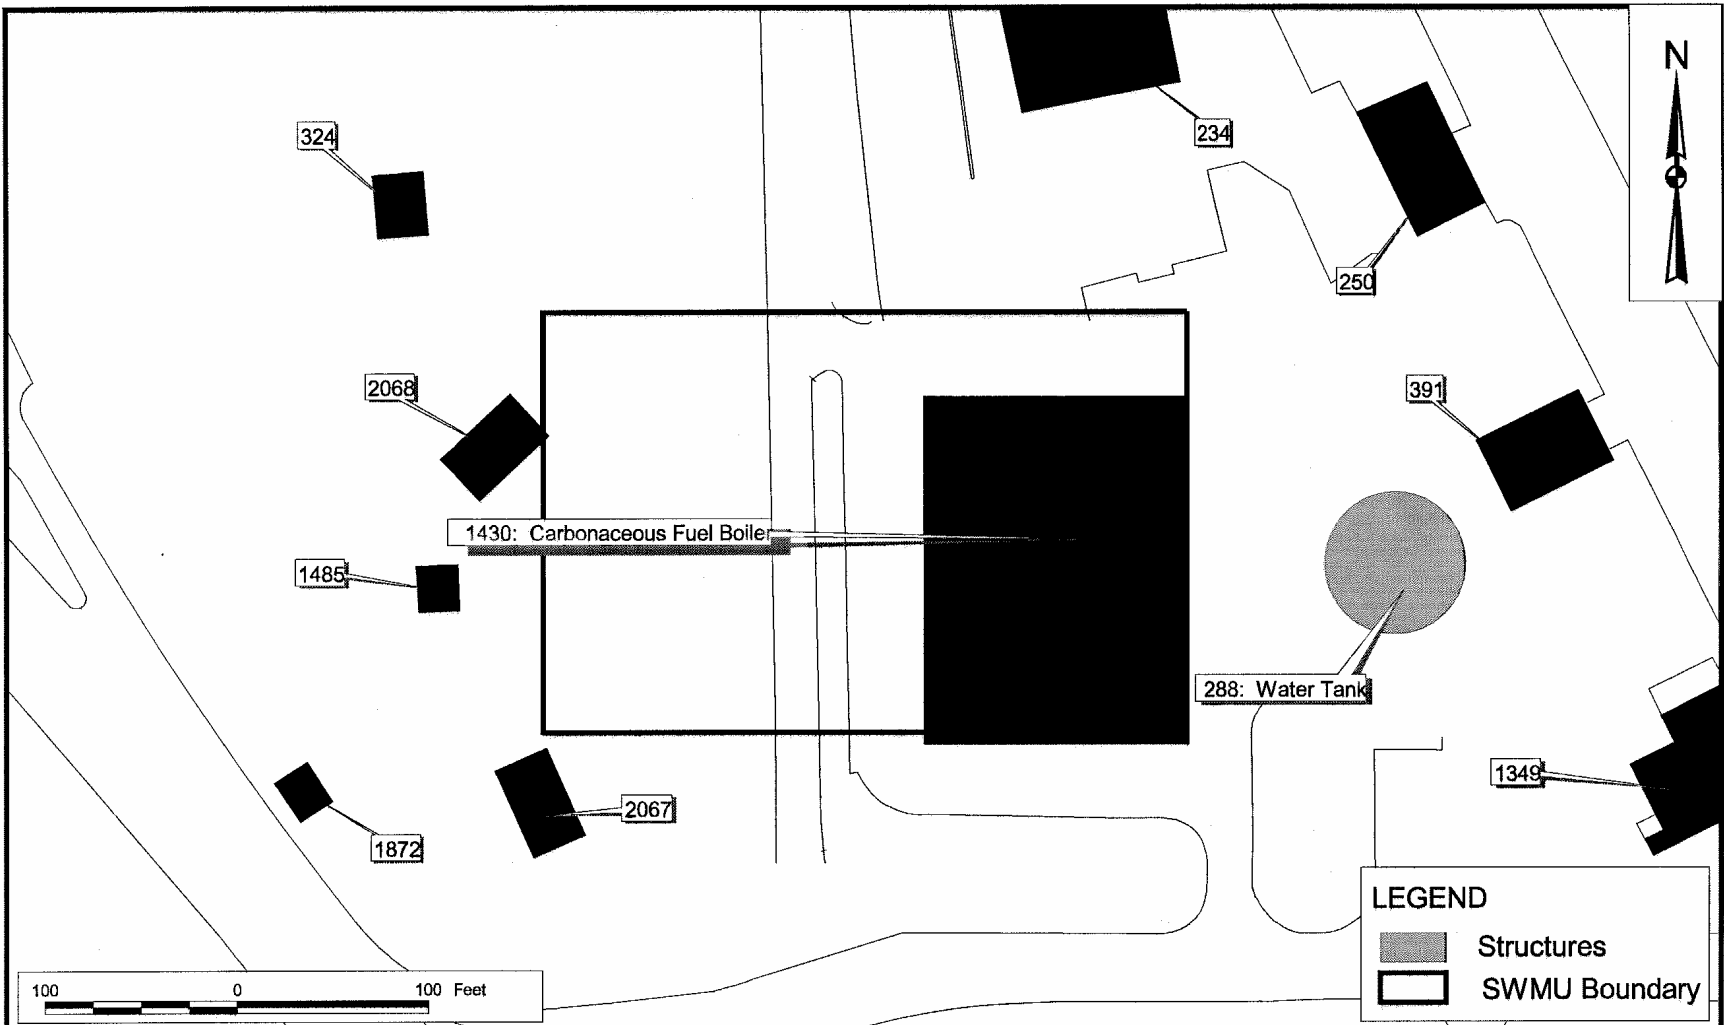 N
324
234
250
2068
391
1430: Carbonaceous Fuel Boiler
1485
288: Water Tank
1349
2067
1872
LEGEND
Structures
SWMU Boundary
100 0 100 Feet